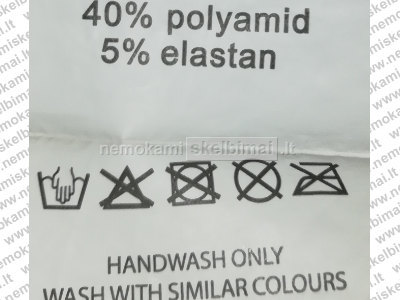 40% polyamid
5% elastan
nemokami skelbimai.lt
HANDWASH ONLY
WASH WITH SIMILAR COLOURS